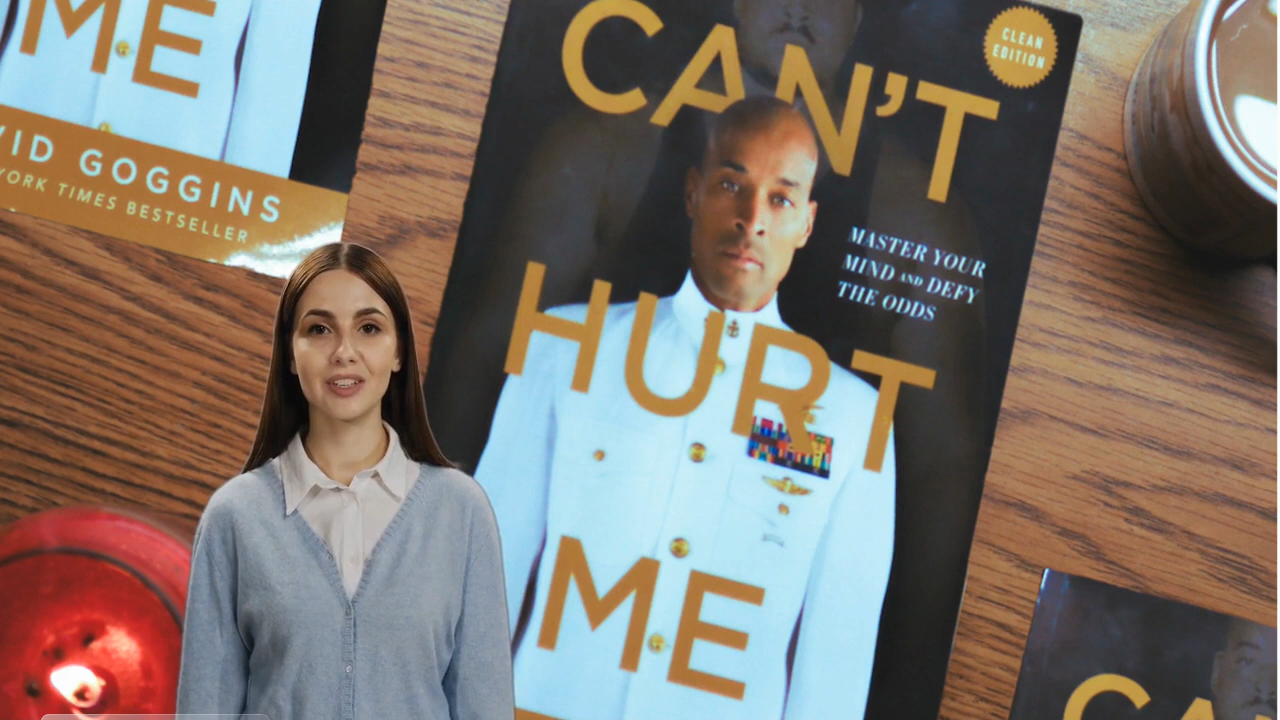 ME
VID GOGGINS
YORK TIMES BESTSELLER
CAN'T
HURT
ME
CLEAN
EDITION
MASTER YOUR
MIND AND DEFY
THE ODDS
CA